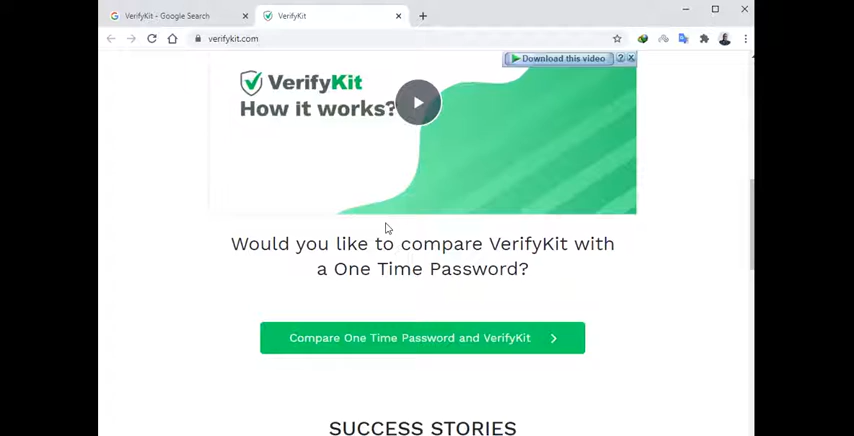 VerifyKit - Google Search
VerifyKit
verifykit.com
Download this video
VerifyKit
How it works?
Would you like to compare VerifyKit with
a One Time Password?
Compare One Time Password and VerifyKit
SUCCESS STORIES